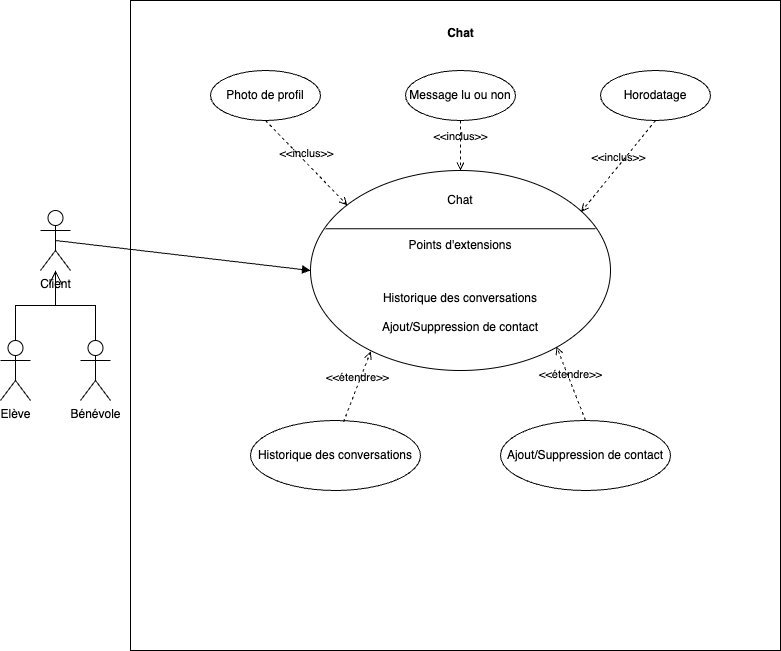 Chat
Photo de profil
Message lu ou non
Horodatage
<<inclus>>
<<inclus>>
<<inclus>>
Chat
Points d'extensions
Client
Historique des conversations
Ajout/Suppression de contact
<<étendre>>
<<étendre>>
Elève
Bénévole
Historique des conversations
Ajout/Suppression de contact